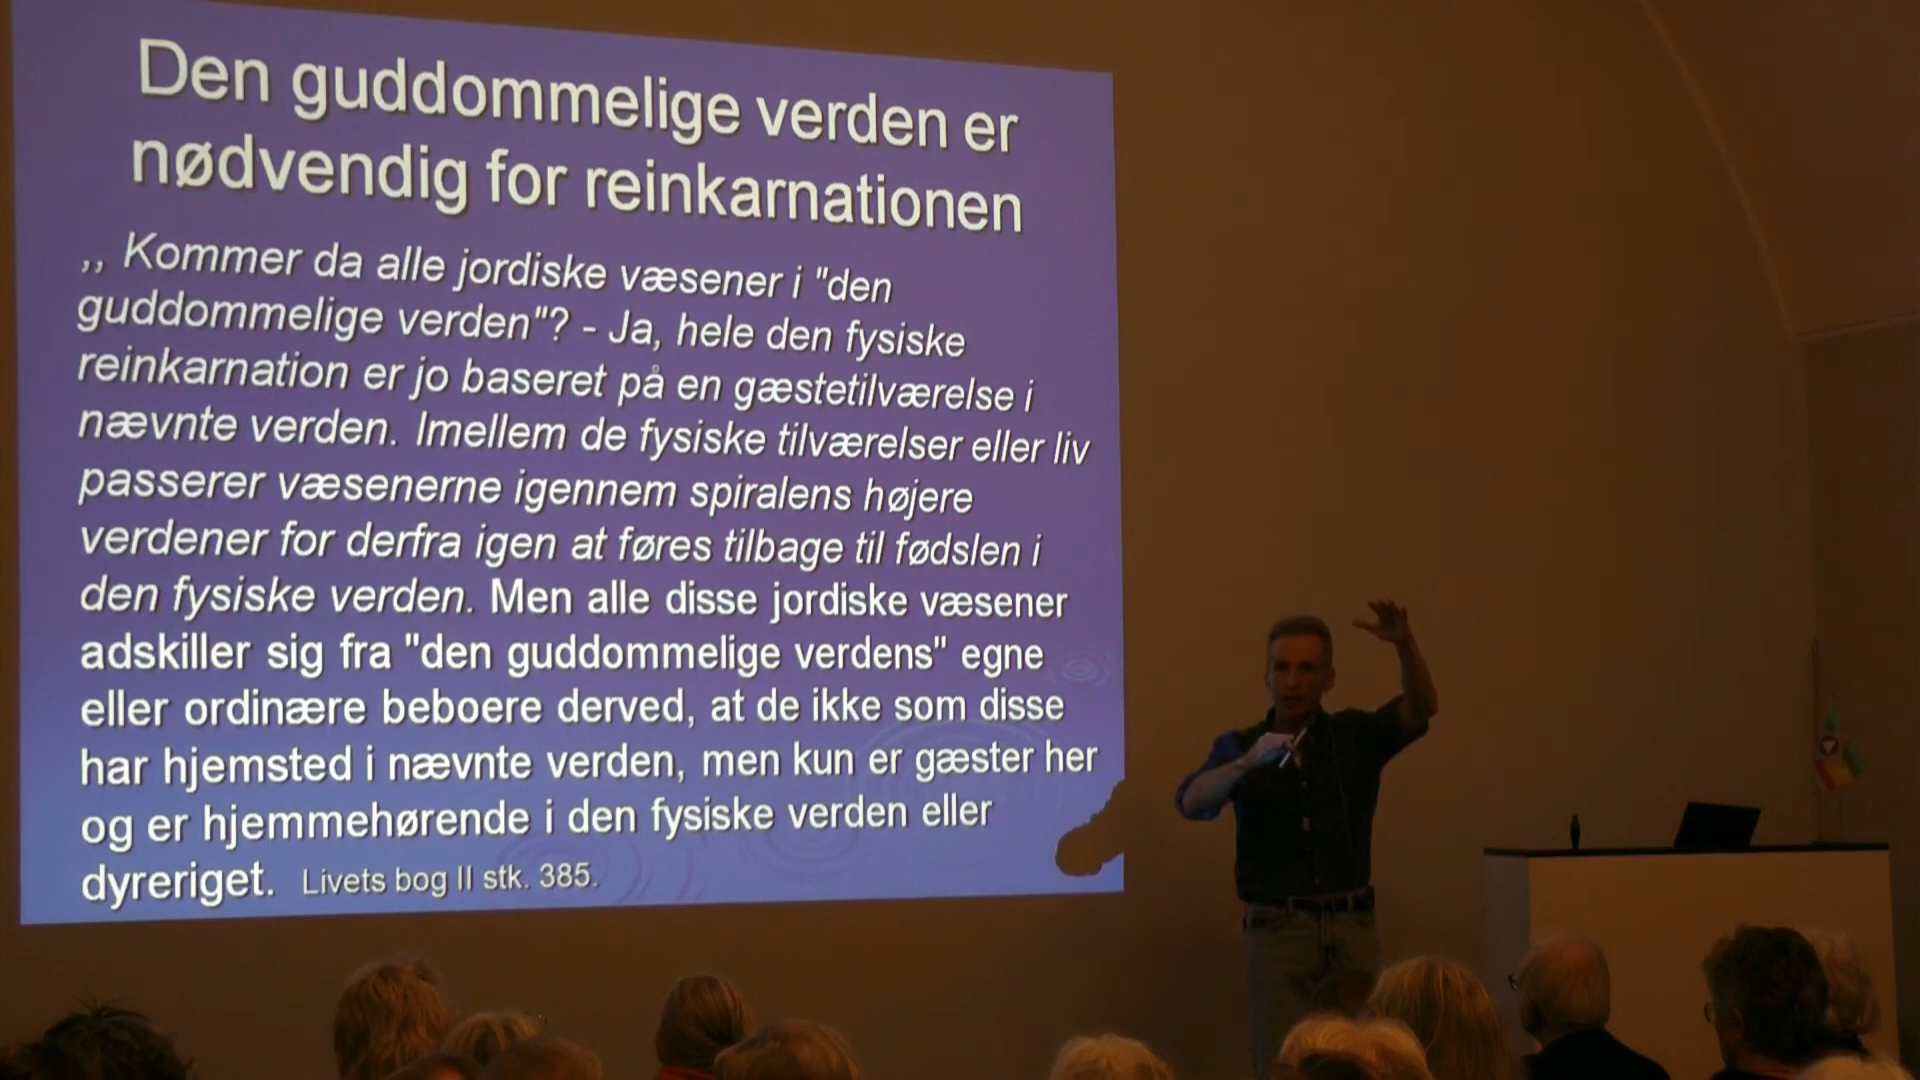 Den guddommelige verden er
nødvendig for reinkarnationen
,, Kommer da alle jordiske væsener i "den
guddommelige verden"? - Ja, hele den fysiske
reinkarnation er jo baseret på en gæstetilværelse i
nævnte verden. Imellem de fysiske tilværelser eller liv
passerer væsenerne igennem spiralens højere
verdener for derfra igen at føres tilbage til fødslen i
den fysiske verden. Men alle disse jordiske væsener
adskiller sig fra "den guddommelige verdens" egne
eller ordinære beboere derved, at de ikke som disse
har hjemsted i nævnte verden, men kun er gæster her
og er hjemmehørende i den fysiske verden eller
dyreriget. Livets bog II stk. 385.